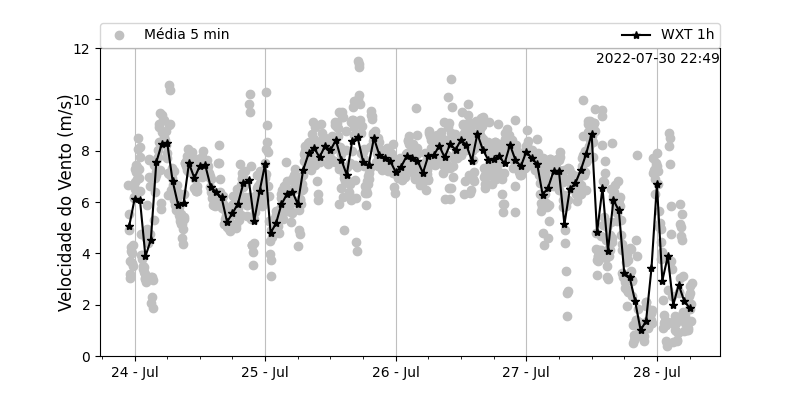 Média 5 min
WXT 1h
2022-07-30 22:49
Velocidade do Vento (m/s)
12
10
8
6
4
2
0
24 - Jul
25 - Jul
26 - Jul
27 - Jul
28 - Jul